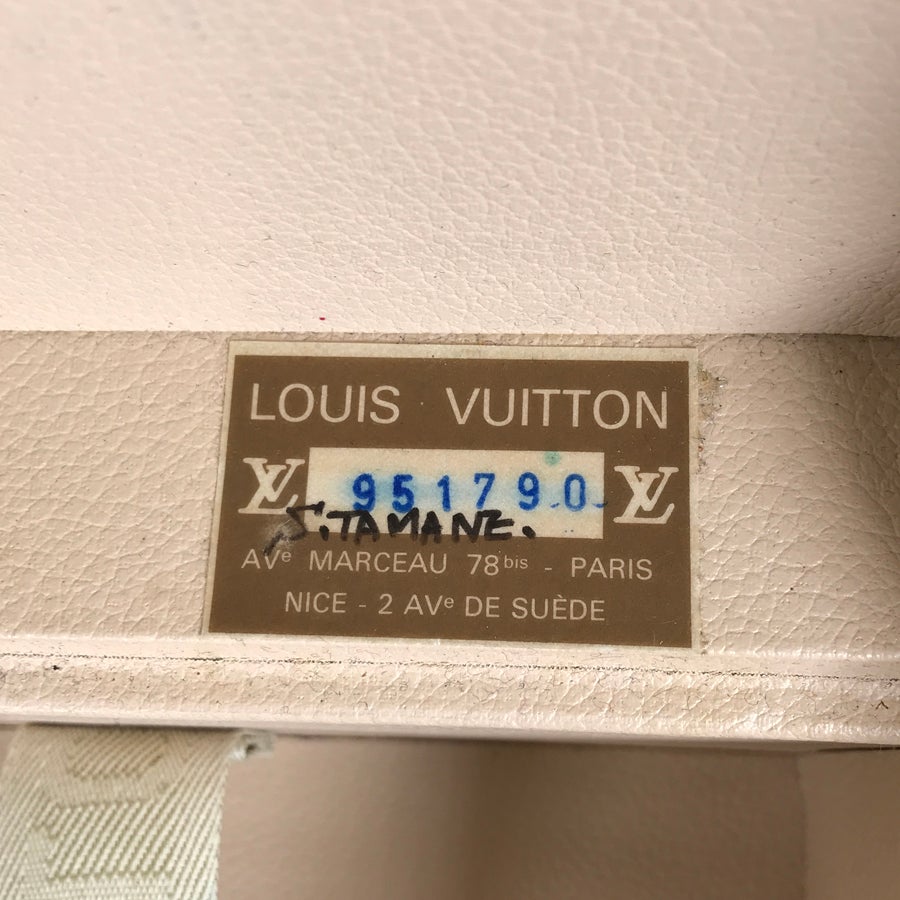 LOUIS VUITTON
LV 951790 LV
S.TAMANE.
AVe MARCEAU 78bis - PARIS
NICE - 2 AVe DE SUÈDE